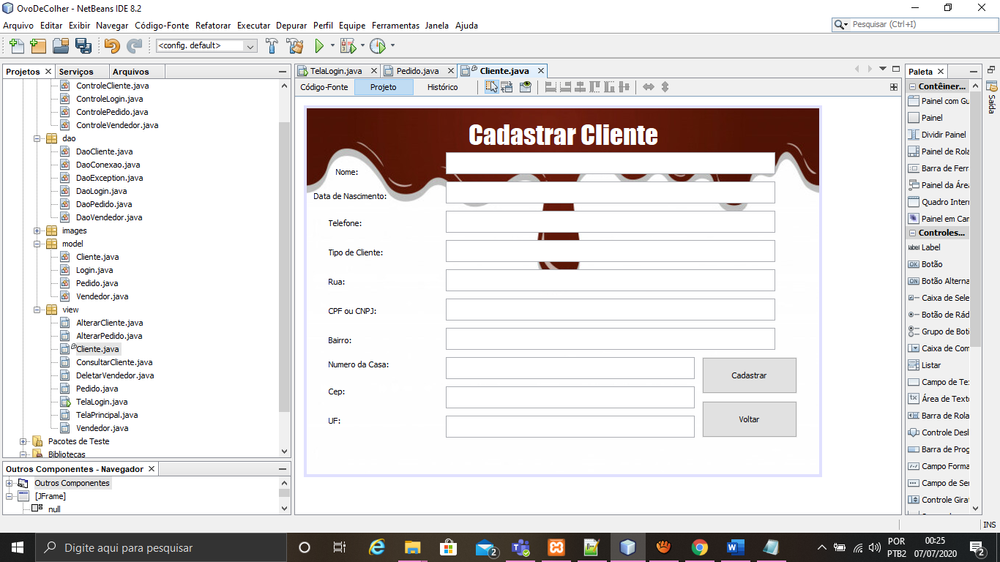 OvoDeColher - NetBeans IDE 8.2
Arquivo Editar Exibir Navegar Código-Fonte Refatorar Executar Depurar Perfil Equipe Ferramentas Janela Ajuda
Pesquisar (Ctrl+I)
<config. default>
Projetos
Serviços
Arquivos
ControleCliente.java
ControleLogin.java
ControlePedido.java
ControleVendedor.java
dao
DaoCliente.java
DaoConexao.java
DaoException.java
DaoLogin.java
DaoPedido.java
DaoVendedor.java
images
model
Cliente.java
Login.java
Pedido.java
Vendedor.java
view
AlterarCliente.java
AlterarPedido.java
Cliente.java
ConsultarCliente.java
DeletarVendedor.java
Pedido.java
TelaLogin.java
TelaPrincipal.java
Vendedor.java
Pacotes de Teste
Bibliotecas
Outros Componentes - Navegador
Outros Componentes
[JFrame]
null
TelaLogin.java
Pedido.java
Cliente.java
Código-Fonte
Projeto
Histórico
Cadastrar Cliente
Nome:
Data de Nascimento:
Telefone:
Tipo de Cliente:
Rua:
CPF ou CNPJ:
Bairro:
Numero da Casa:
Cep:
UF:
Cadastrar
Voltar
Paleta
Contêiner...
Painel com Gu
Painel
Dividir Painel
Painel de Rola
Barra de Ferr
Painel da Área
Quadro Inter
Painel em Car
Controles...
label Label
OK Botão
ON Botão Alterna
Caixa de Sele
Botão de Rád
Grupo de Bot
Caixa de Com
Listar
Campo de Te
Área de Text
Barra de Rola
Controle Desl
Barra de Prog
Campo Forma
Campo de Se
Controle Girat
Saída
INS
Digite aqui para pesquisar
2
POR
PTB2
00:25
07/07/2020
2